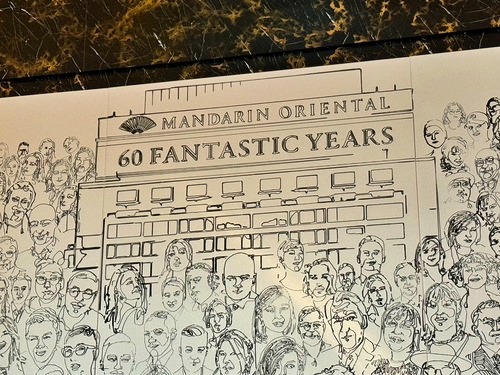 MANDARIN ORIENTAL
60 FANTASTIC YEARS